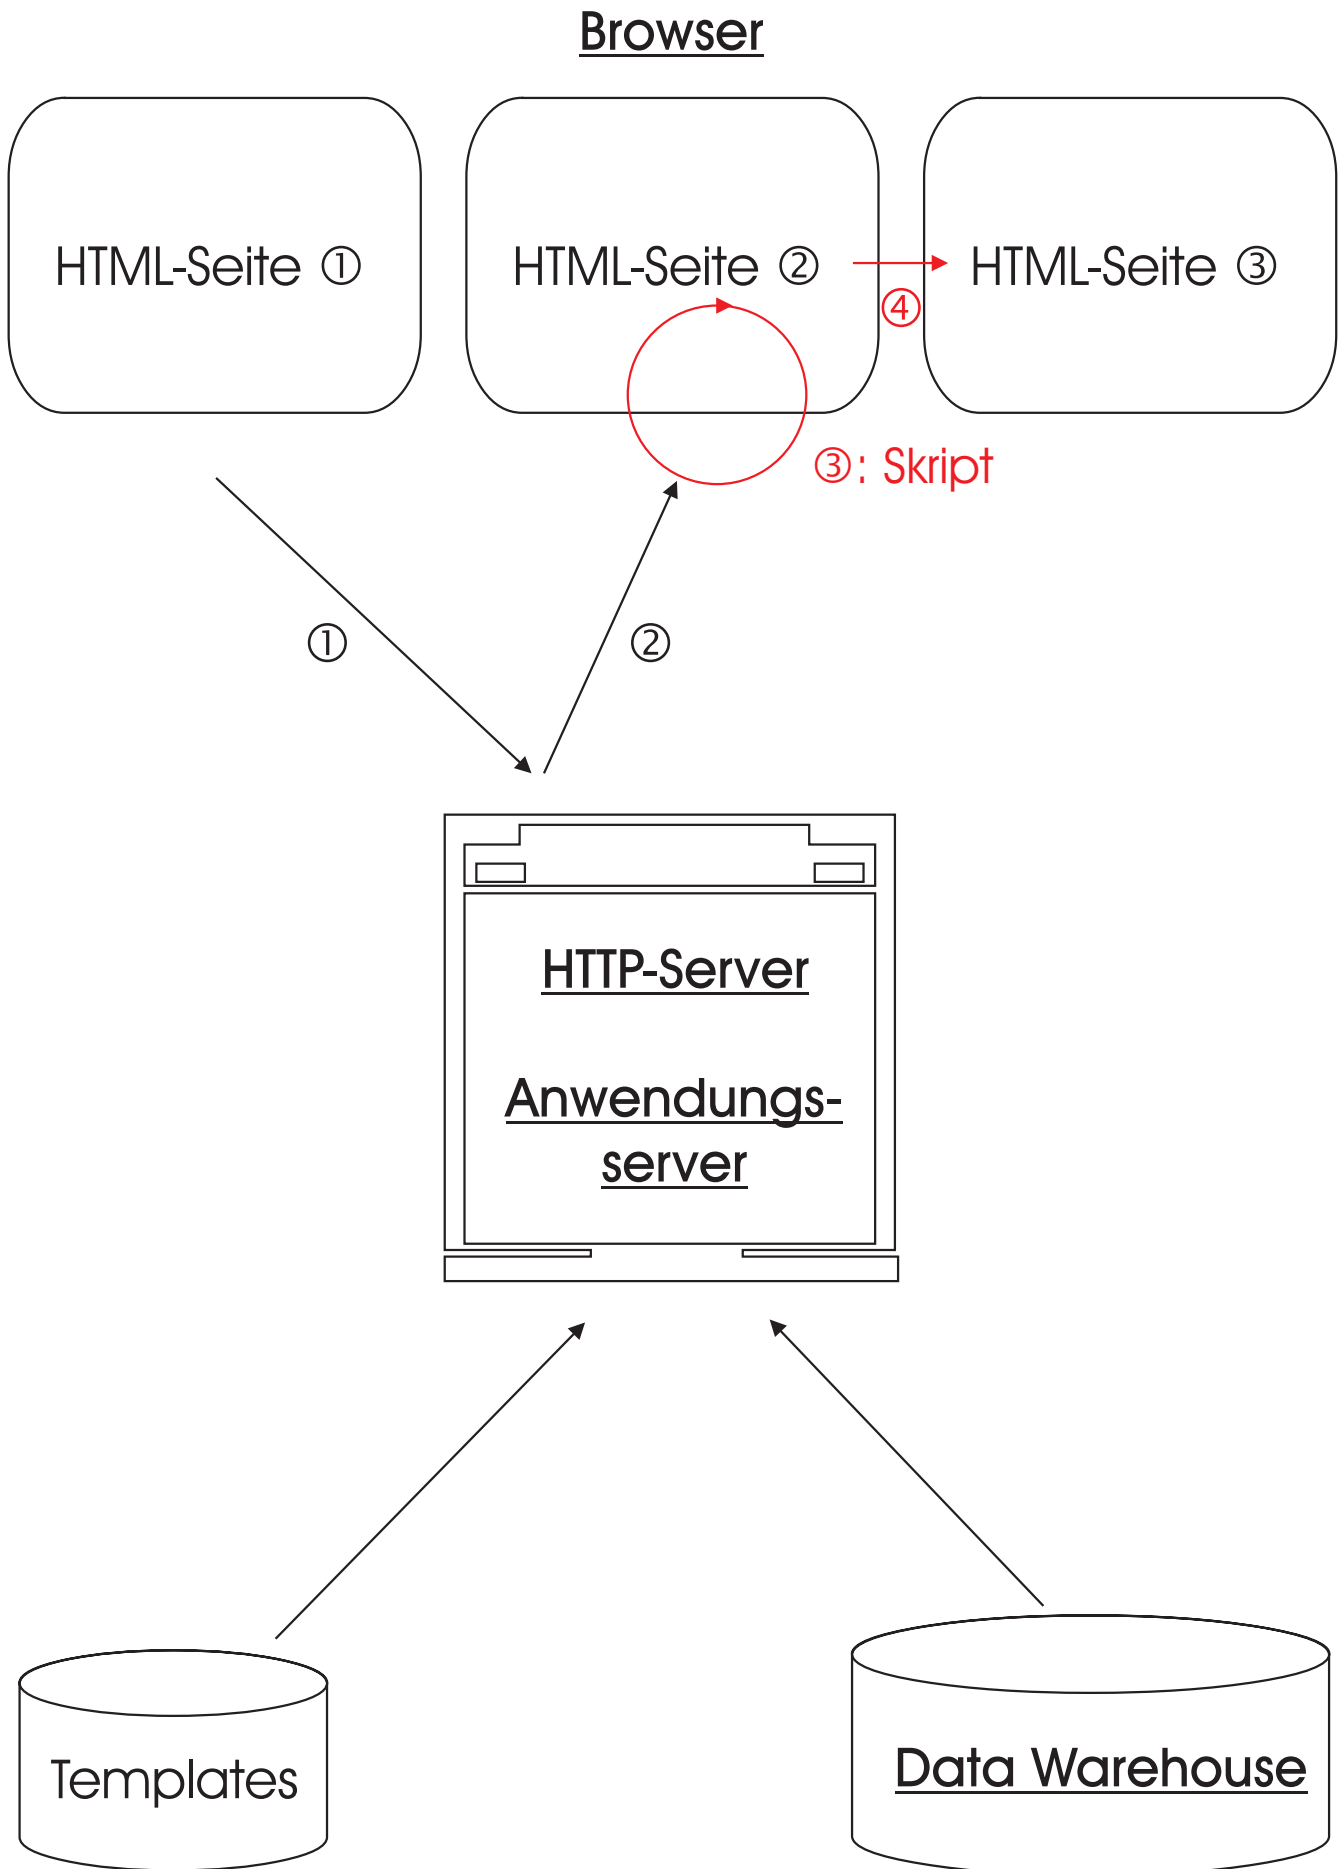 Browser
HTML-Seite ①
HTML-Seite ②
HTML-Seite ③
④
③: Skript
①
②
HTTP-Server
Anwendungs-
server
Templates
Data Warehouse